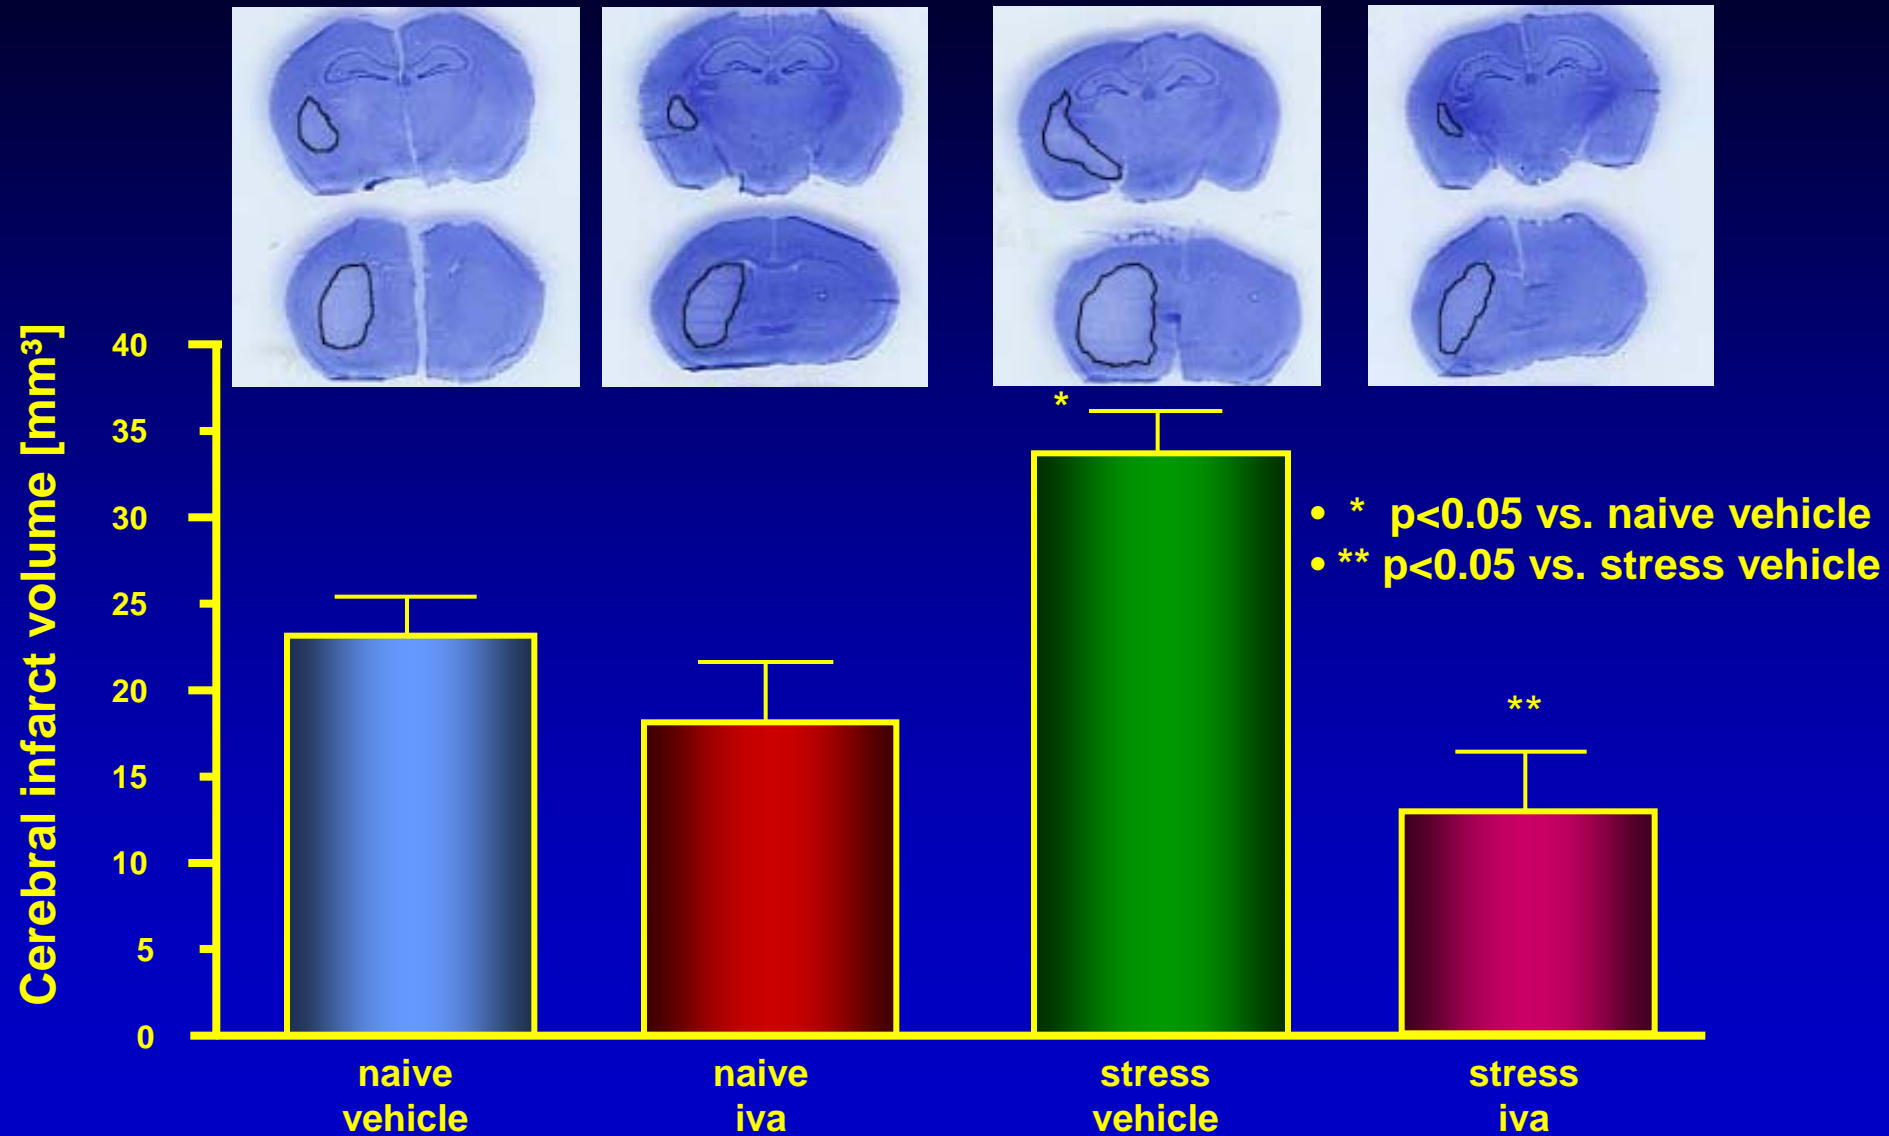 Cerebral infarct volume [mm³]
40
35
30
25
20
15
10
5
0
*
• * p<0.05 vs. naive vehicle
• ** p<0.05 vs. stress vehicle
**
naive
vehicle
naive
iva
stress
vehicle
stress
iva